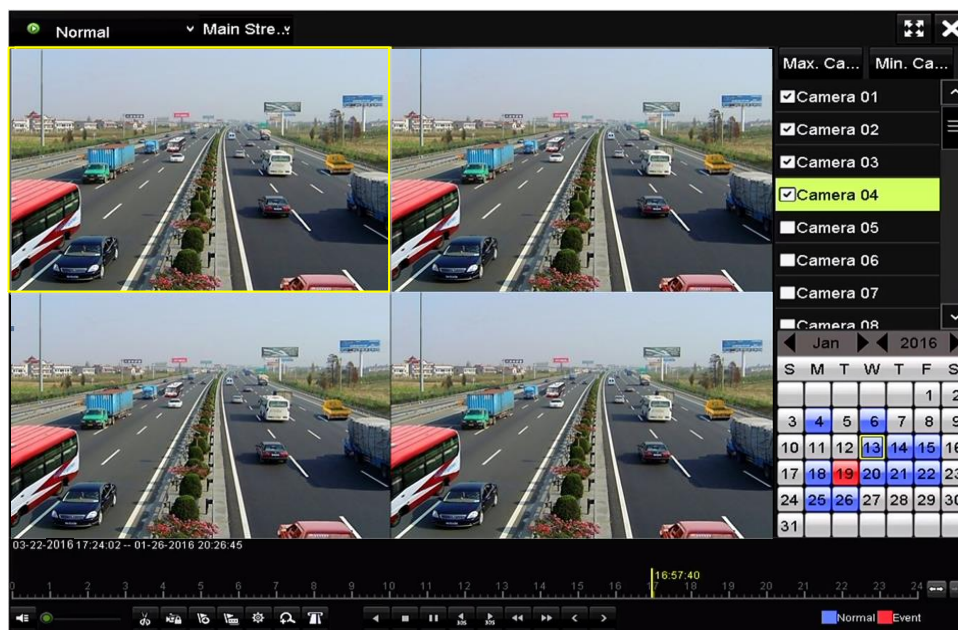 Normal Main Stre..
Max. Ca... Min. Ca...
Camera 01
Camera 02
Camera 03
Camera 04
Camera 05
Camera 06
Camera 07
Camera 08
Jan 2016
S M T W T F S
1 2
3 4 5 6 7 8 9
10 11 12 13 14 15 16
17 18 19 20 21 22 23
24 25 26 27 28 29 30
31
03-22-2016 17:24:02 -- 01-26-2016 20:26:45
16:57:40
0 1 2 3 4 5 6 7 8 9 10 11 12 13 14 15 16 17 18 19 20 21 22 23 24
30S 30S
Normal Event